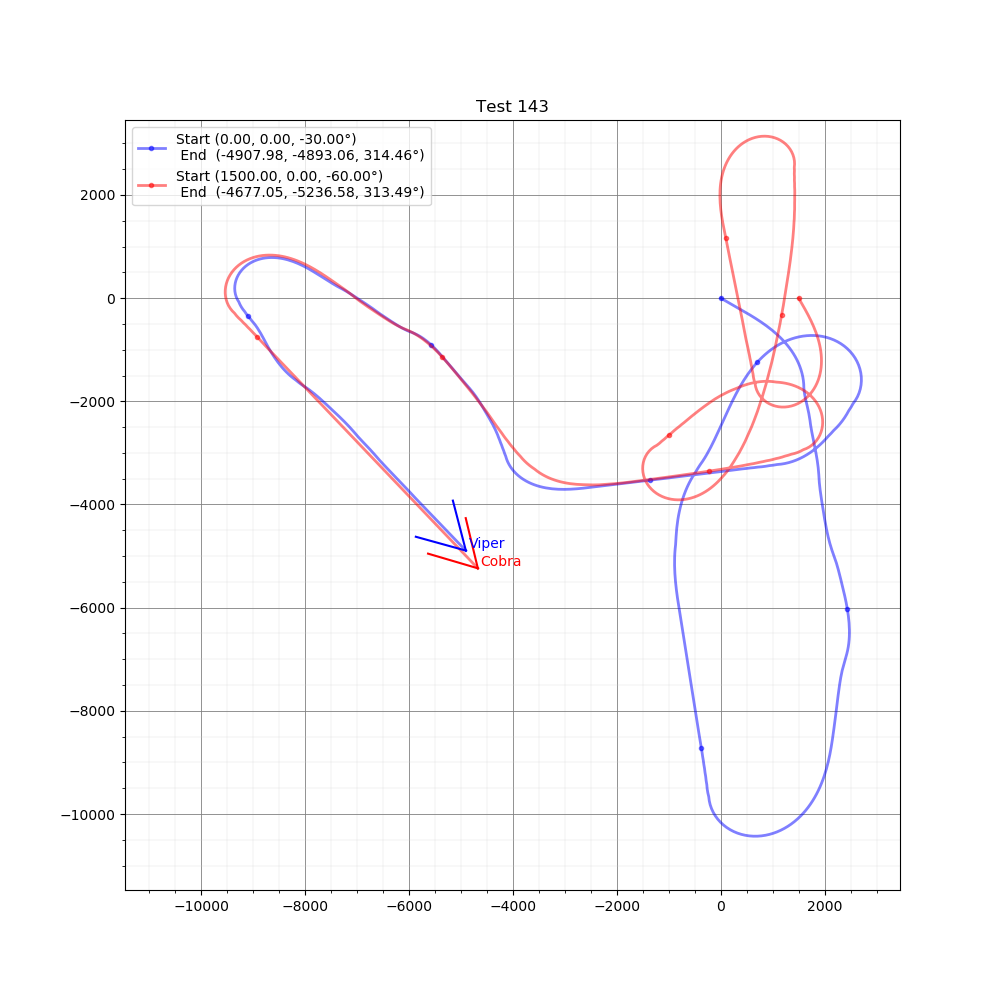 Test 143
Start (0.00, 0.00, -30.00°)
End  (-4907.98, -4893.06, 314.46°)
Start (1500.00, 0.00, -60.00°)
End  (-4677.05, -5236.58, 313.49°)
2000
0
−2000
−4000
−6000
−8000
−10000
Viper
Cobra
−10000 −8000 −6000 −4000 −2000 0 2000